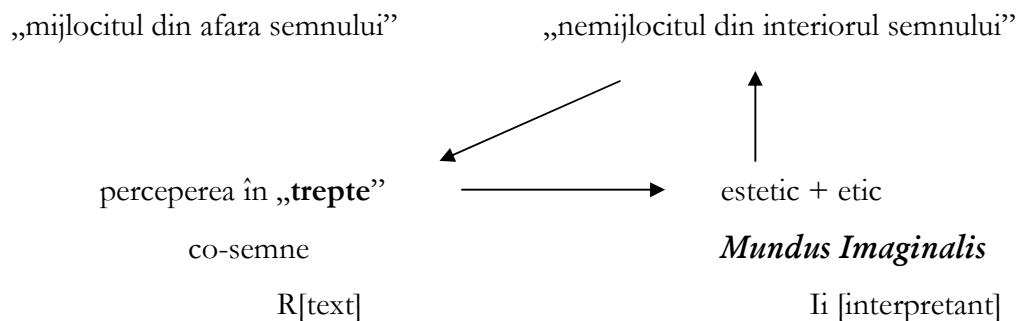 „mijlocitul din afara semnului” „nemijlocitul din interiorul semnului”
perceperea în „trepte” estetic + etic
co-semne Mundus Imaginalis
R[text] Ii [interpretant]